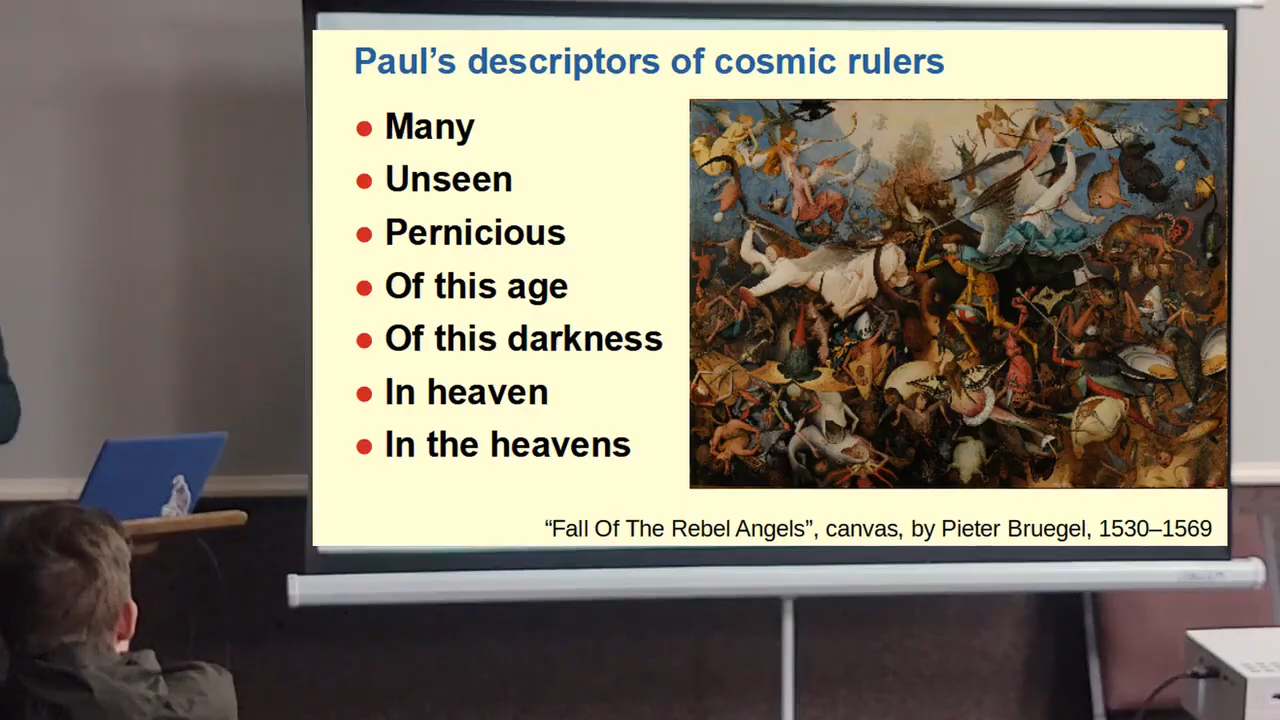 Paul’s descriptors of cosmic rulers
Many
Unseen
Pernicious
Of this age
Of this darkness
In heaven
In the heavens
“Fall Of The Rebel Angels”, canvas, by Pieter Bruegel, 1530–1569